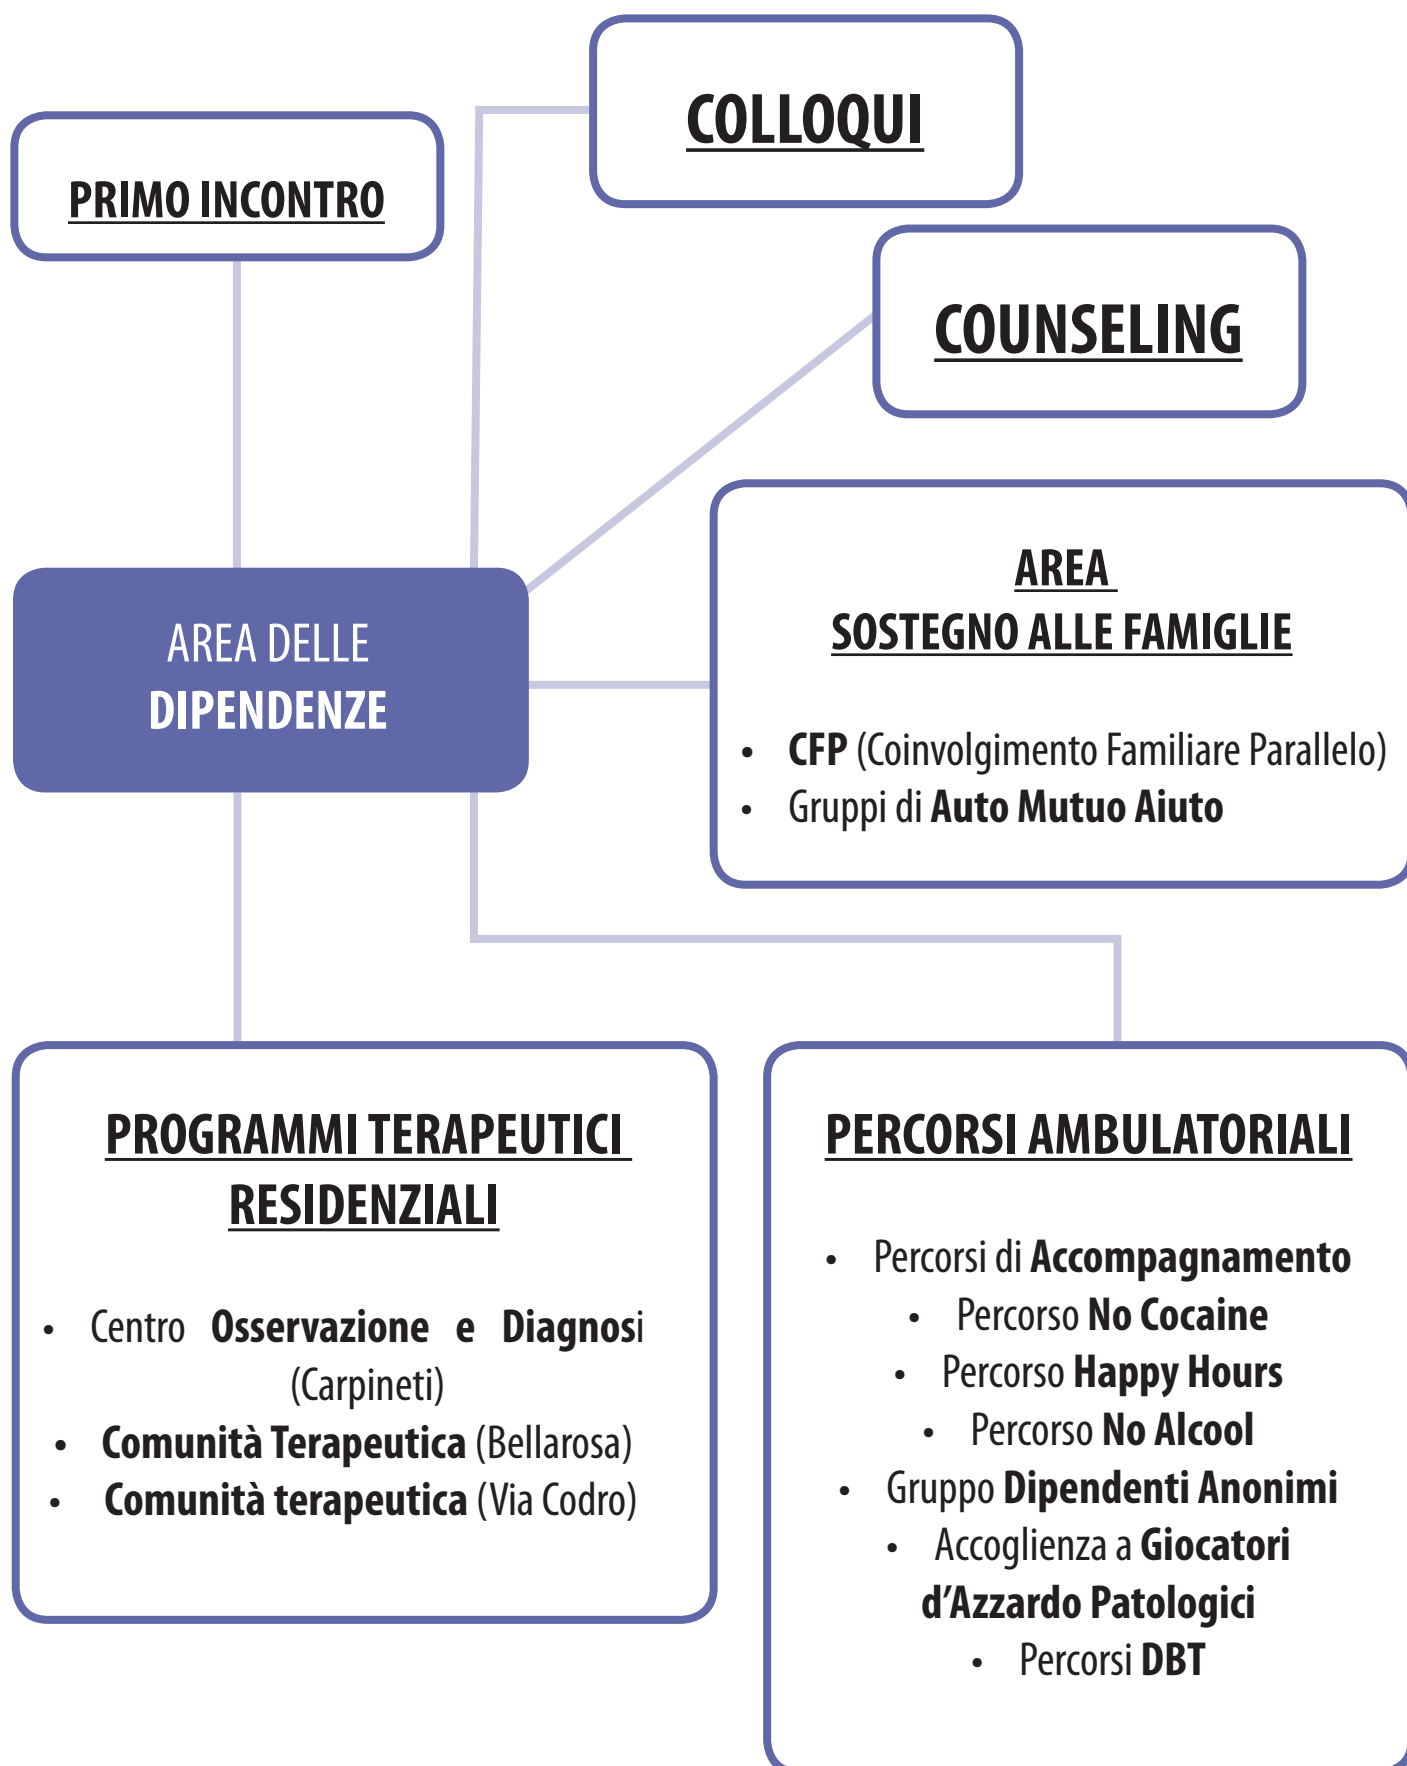 COLLOQUI
PRIMO INCONTRO
COUNSELING
AREA
SOSTEGNO ALLE FAMIGLIE
• CFP (Coinvolgimento Familiare Parallelo)
• Gruppi di Auto Mutuo Aiuto
AREA DELLE
DIPENDENZE
PROGRAMMI TERAPEUTICI
RESIDENZIALI
• Centro Osservazione e Diagnosi
(Carpineti)
• Comunità Terapeutica (Bellarosa)
• Comunità terapeutica (Via Codro)
PERCORSI AMBULATORIALI
• Percorsi di Accompagnamento
• Percorso No Cocaine
• Percorso Happy Hours
• Percorso No Alcool
• Gruppo Dipendenti Anonimi
• Accoglienza a Giocatori
d’Azzardo Patologici
• Percorsi DBT